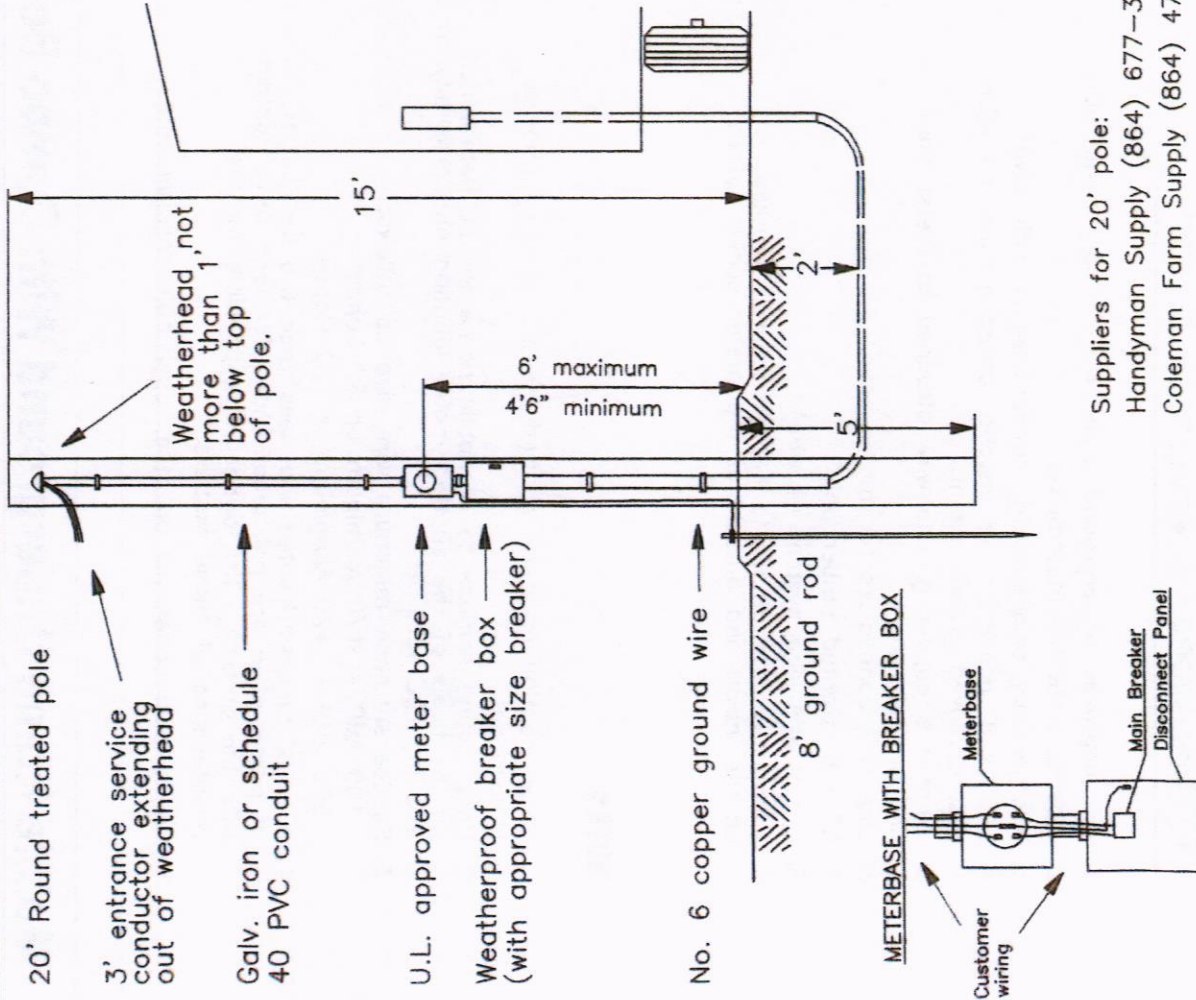 20' Round treated pole
3' entrance service
conductor extending
out of weatherhead
Galv. iron or schedule
40 PVC conduit
U.L. approved meter base
Weatherproof breaker box
(with appropriate size breaker)
No. 6 copper ground wire
8' ground rod
Weatherhead not
more than 1'
below top
of pole.
15'
6' maximum
4'6" minimum
2'
5'
METERBASE WITH BREAKER BOX
Meterbase
Customer
wiring
Main Breaker
Disconnect Panel
Suppliers for 20' pole:
Handyman Supply (864) 677-3
Coleman Farm Supply (864) 47